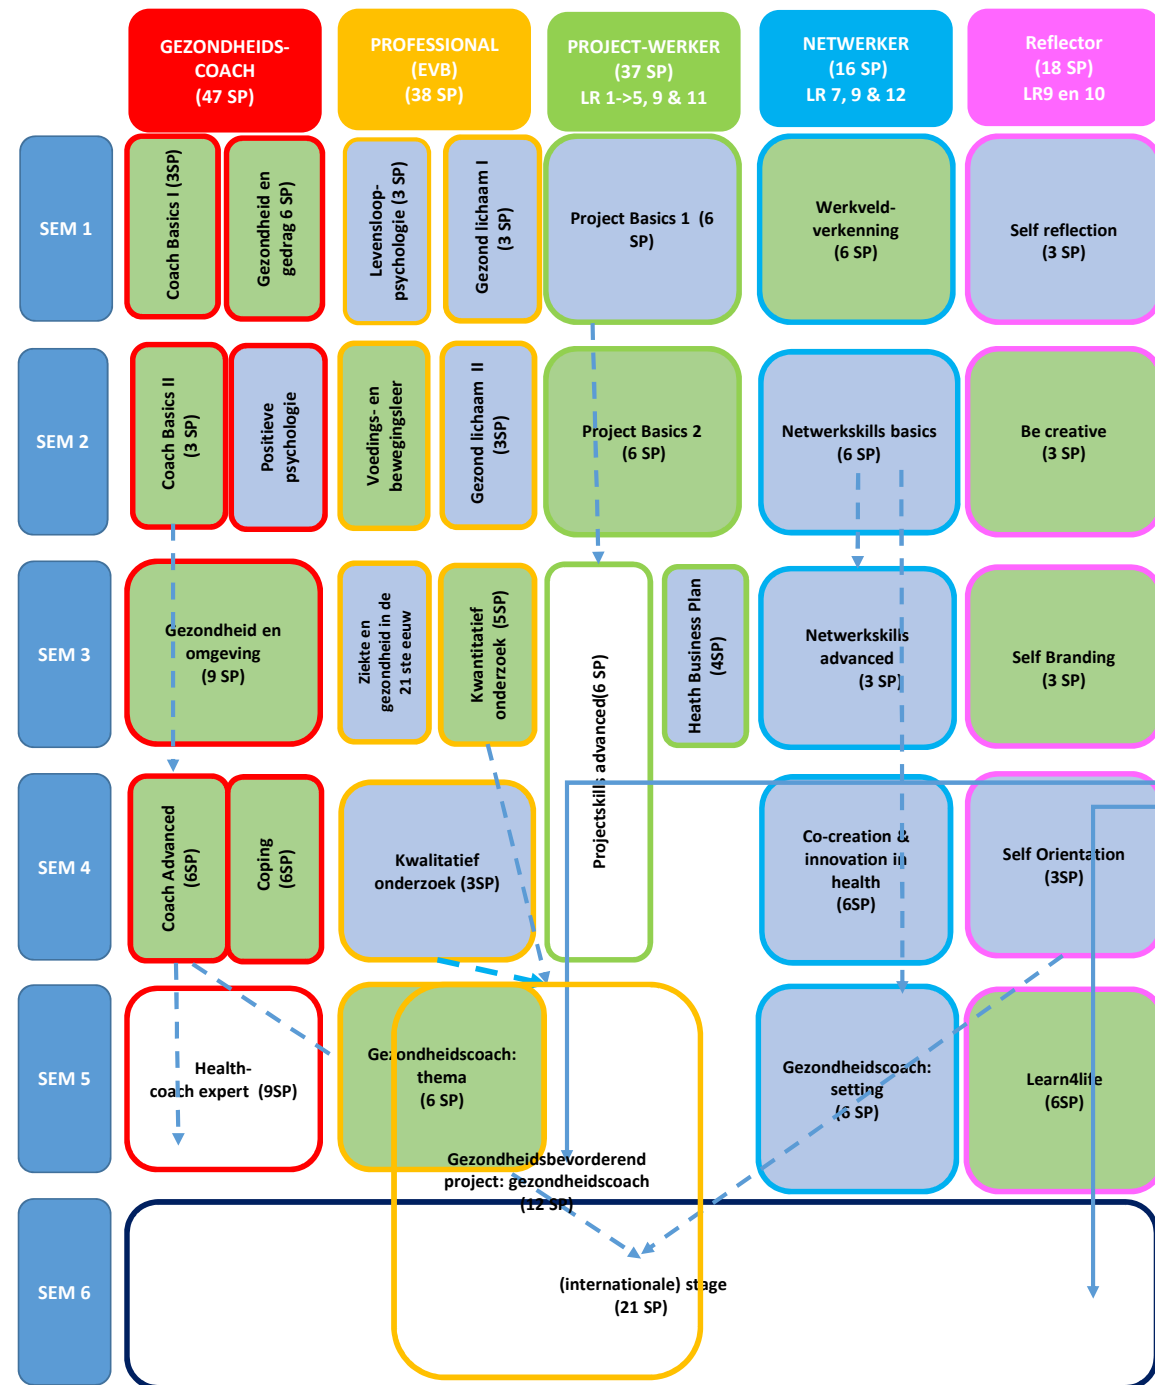 GEZONDHEIDS-
COACH
(47 SP)
PROFESSIONAL
(EVB)
(38 SP)
PROJECT-WERKER
(37 SP)
LR 1->5, 9 & 11
NETWERKER
(16 SP)
LR 7, 9 & 12
Reflector
(18 SP)
LR9 en 10
SEM 1
Coach Basics I (3SP)
Gezondheid en
gedrag 6 SP)
Levensloop-
psychologie (3 SP)
Gezond lichaam I
(3 SP)
Project Basics 1 (6
SP)
Werkveld-
verkenning
(6 SP)
Self reflection
(3 SP)
SEM 2
Coach Basics II
(3 SP)
Positieve
psychologie
Voedings- en
bewegingsleer
Gezond lichaam II
(3SP)
Project Basics 2
(6 SP)
Netwerkskills basics
(6 SP)
Be creative
(3 SP)
SEM 3
Gezondheid en
omgeving
(9 SP)
Ziekte en
gezondheid in de
21 ste eeuw
Kwantitatief
onderzoek (5SP)
Projectskills advanced(6 SP)
Heath Business Plan
(4SP)
Netwerkskills
advanced
(3 SP)
Self Branding
(3 SP)
SEM 4
Coach Advanced
(6SP)
Coping
(6SP)
Kwalitatief
onderzoek (3SP)
Co-creation &
innovation in
health
(6SP)
Self Orientation
(3SP)
SEM 5
Health-
coach expert (9SP)
Gezondheidscoach:
thema
(6 SP)
Gezondheidscoach:
setting
(6 SP)
Learn4life
(6SP)
Gezondheidsbevorderend
project: gezondheidscoach
(12 SP)
SEM 6
(internationale) stage
(21 SP)